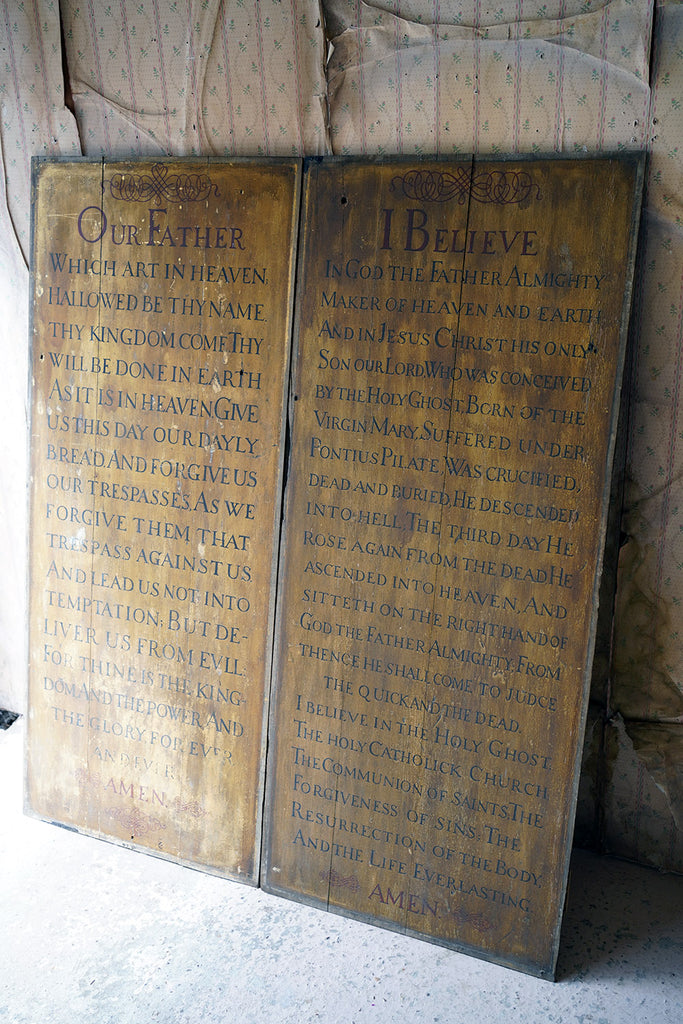 Our Father
Which art in heaven,
Hallowed be thy name.
Thy kingdom come Thy
will be done in earth
As it is in heaven Give
us this day our dayly
bread. And forgive us
our trespasses, As we
forgive them that
trespass against us
And lead us not into
temptation; But de-
liver us from evil:
For thine is the king-
dom And the power, And
the glory, for ever
and ever.
Amen.
I Believe
In God the Father Almighty
Maker of heaven and earth
And in Jesus Christ his only
Son our Lord, Who was conceived
by the Holy Ghost, Born of the
Virgin Mary, Suffered under
Pontius Pilate, Was crucified,
dead and buried, He descended
into hell, The third day He
rose again from the dead He
ascended into heaven, And
sitteth on the right hand of
God the Father Almighty, From
thence he shall come to judge
the quick and the dead.
I believe in the Holy Ghost,
The holy Catholick Church
The Communion of Saints, The
Forgiveness of sins, The
Resurrection of the Body,
And the Life Everlasting
Amen